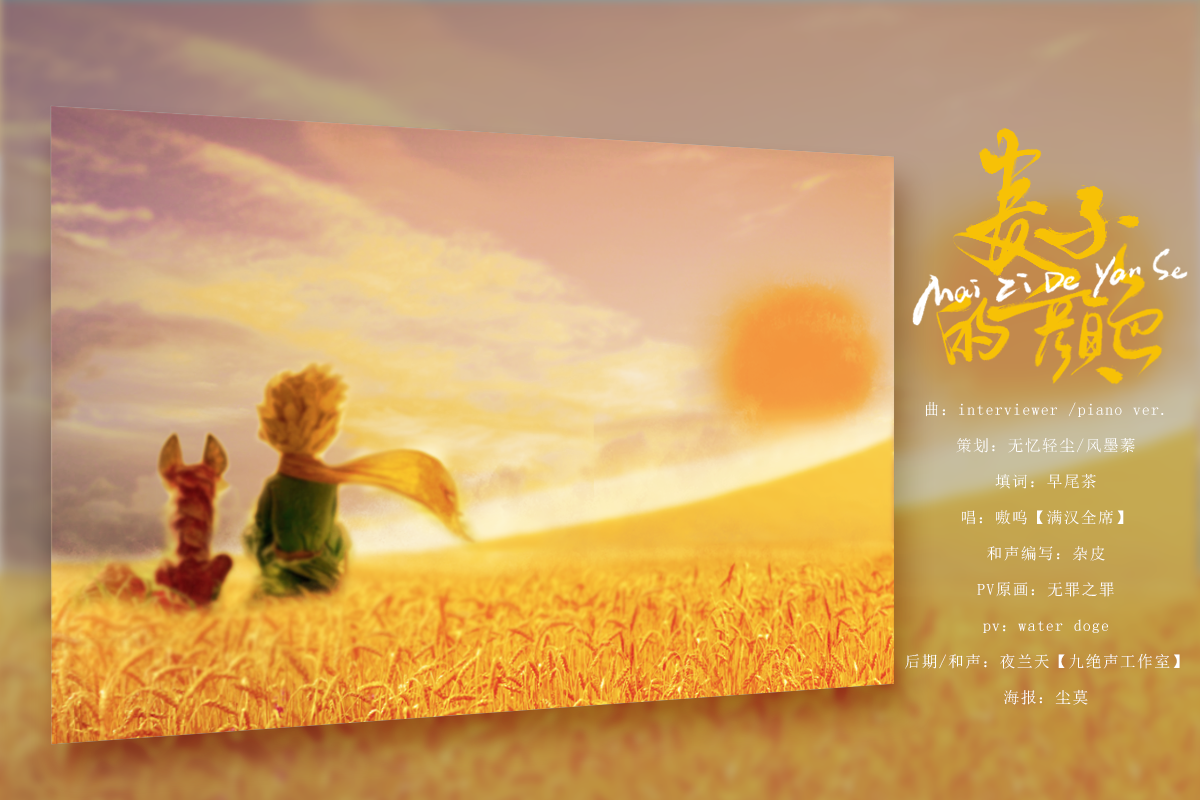 麦子
Mai Zi De Yan Se
的顏色
曲：interviewer /piano ver.
策划：无忆轻尘/风墨蓁
填词：早尾茶
唱：嗷呜【满汉全席】
和声编写：杂皮
PV原画：无罪之罪
pv：water doge
后期/和声：夜兰天【九绝声工作室】
海报：尘莫